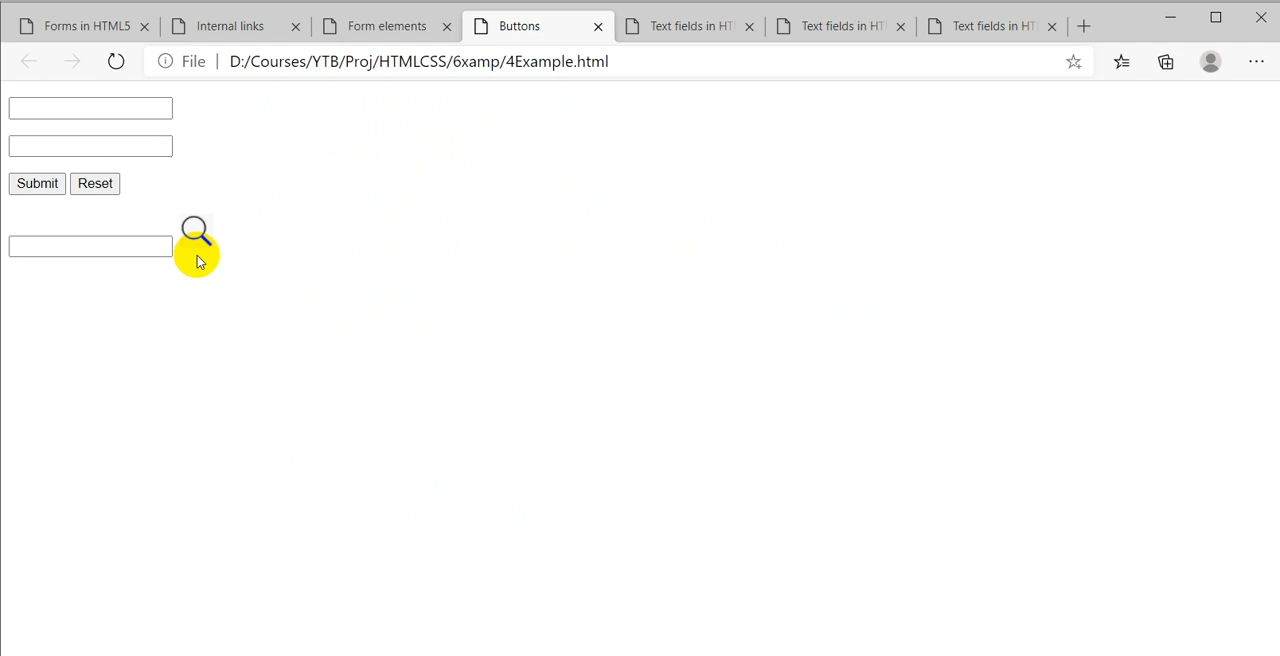 Forms in HTML5
Internal links
Form elements
Buttons
Text fields in HT
Text fields in HT
Text fields in HT
File | D:/Courses/YTB/Proj/HTMLCSS/6xamp/4Example.html
Submit Reset